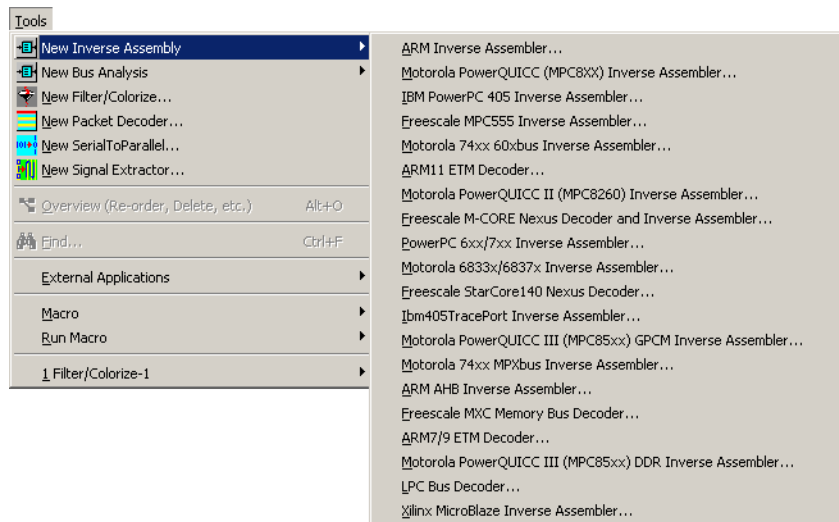 Tools
New Inverse Assembly
New Bus Analysis
New Filter/Colorize...
New Packet Decoder...
New SerialToParallel...
New Signal Extractor...
Overview (Re-order, Delete, etc.) Alt+O
Find... Ctrl+F
External Applications
Macro
Run Macro
1 Filter/Colorize-1
ARM Inverse Assembler...
Motorola PowerQUICC (MPC8XX) Inverse Assembler...
IBM PowerPC 405 Inverse Assembler...
Freescale MPC555 Inverse Assembler...
Motorola 74xx 60xbus Inverse Assembler...
ARM11 ETM Decoder...
Motorola PowerQUICC II (MPC8260) Inverse Assembler...
Freescale M-CORE Nexus Decoder and Inverse Assembler...
PowerPC 6xx/7xx Inverse Assembler...
Motorola 6833x/6837x Inverse Assembler...
Freescale StarCore140 Nexus Decoder...
Ibm405TracePort Inverse Assembler...
Motorola PowerQUICC III (MPC85xx) GPCM Inverse Assembler...
Motorola 74xx MPXbus Inverse Assembler...
ARM AHB Inverse Assembler...
Freescale MXC Memory Bus Decoder...
ARM7/9 ETM Decoder...
Motorola PowerQUICC III (MPC85xx) DDR Inverse Assembler...
LPC Bus Decoder...
Xilinx MicroBlaze Inverse Assembler...